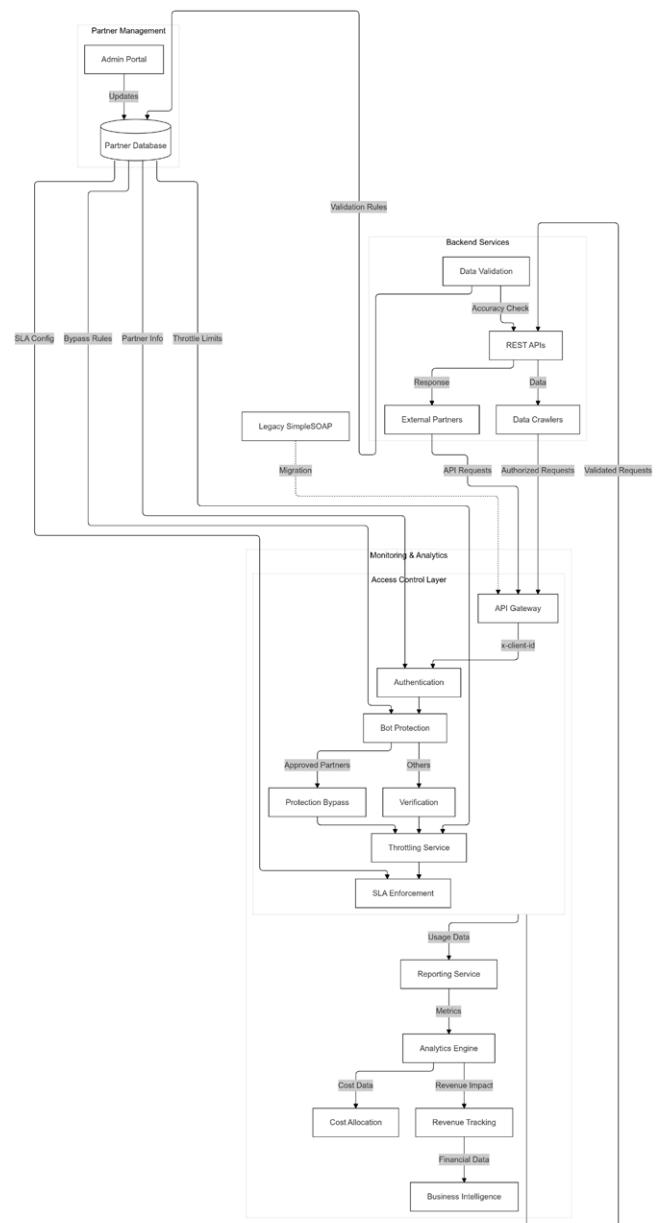 Partner Management
Admin Portal
Updates
Partner Database
Validation Rules
Backend Services
Data Validation
Accuracy Check
SLA Config
Bypass Rules
Partner Info
Throttle Limits
REST APIs
Response
Data
Legacy SimpleSOAP
External Partners
Data Crawlers
Migration
API Requests
Authorized Requests
Validated Requests
Monitoring & Analytics
Access Control Layer
API Gateway
x-client-id
Authentication
Bot Protection
Approved Partners
Others
Protection Bypass
Verification
Throttling Service
SLA Enforcement
Usage Data
Reporting Service
Metrics
Analytics Engine
Cost Data
Revenue Impact
Cost Allocation
Revenue Tracking
Financial Data
Business Intelligence